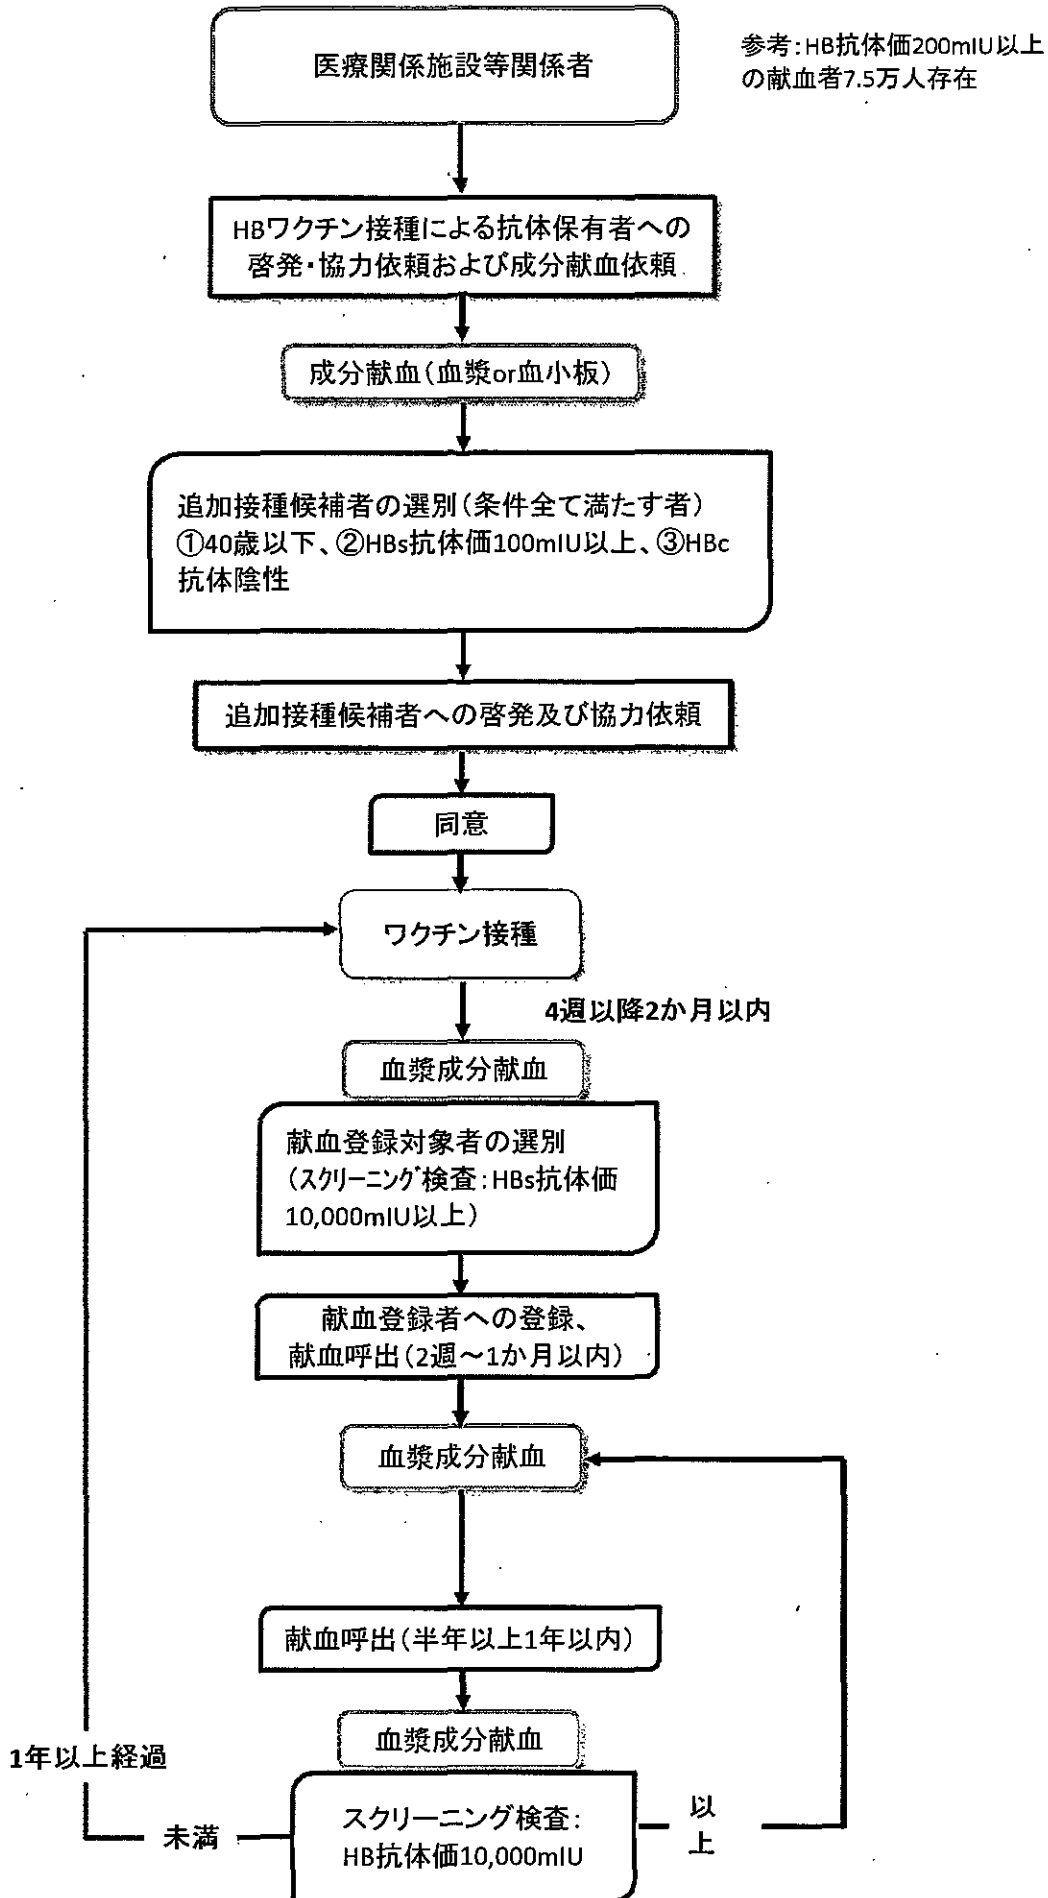 医療関係施設等関係者
参考:HB抗体価200mIU以上
の献血者7.5万人存在
HBワクチン接種による抗体保有者への
啓発・協力依頼および成分献血依頼
成分献血(血漿or血小板)
追加接種候補者の選別(条件全て満たす者)
①40歳以下、②HBs抗体価100mIU以上、③HBc
抗体陰性
追加接種候補者への啓発及び協力依頼
同意
ワクチン接種
4週以降2か月以内
血漿成分献血
献血登録対象者の選別
(スクリーニング検査:HBs抗体価
10,000mIU以上)
献血登録者への登録、
献血呼出(2週～1か月以内)
血漿成分献血
献血呼出(半年以上1年以内)
血漿成分献血
1年以上経過
スクリーニング検査:
HB抗体価10,000mIU
未満
以
上